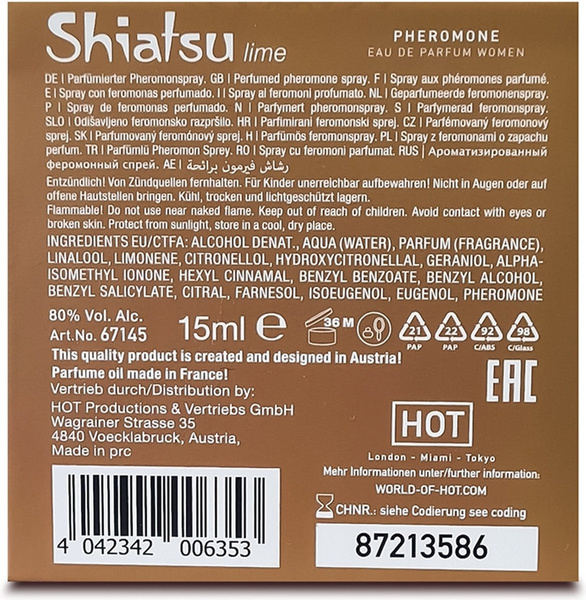 Shiatsu lime
PHEROMONE
EAU DE PARFUM WOMEN
DE | Parfümierter Pheromonspray. GB | Perfumed pheromone spray. F | Spray aux phéromones parfumé.
E | Spray con feromonas perfumado. I | Spray al feromoni profumato. NL | Geparfumeerde feromonenspray.
P | Spray de feromonas perfumado. N | Parfymert pheromonspray. S | Parfymerad feromonspray.
SLO | Odišavljeno feromonsko razpršilo. HR | Parfimirani feromonski sprej. CZ | Parfémovaný feromonový
sprej. SK | Parfumovaný feromónový sprej. H | Parfümös feromonspray. PL | Spray z feromonami o zapachu
perfum. TR | Parfümlü Pheromon Sprey. RO | Spray cu feromoni parfumat. RUS | Ароматизированный
феромонный спрей. AE | رشاش فيرمون برائحة
Entzündlich! Von Zündquellen fernhalten. Für Kinder unerreichbar aufbewahren! Nicht in Augen oder auf
offene Hautstellen bringen. Kühl, trocken und lichtgeschützt lagern.
Flammable! Do not use near naked flame. Keep out of reach of children. Avoid contact with eyes or
broken skin. Protect from sunlight, store in a cool, dry place.
INGREDIENTS EU/CTFA: ALCOHOL DENAT., AQUA (WATER), PARFUM (FRAGRANCE),
LINALOOL, LIMONENE, CITRONELLOL, HYDROXYCITRONELLAL, GERANIOL, ALPHA-
ISOMETHYL IONONE, HEXYL CINNAMAL, BENZYL BENZOATE, BENZYL ALCOHOL,
BENZYL SALICYLATE, CITRAL, FARNESOL, ISOEUGENOL, EUGENOL, PHEROMONE
80% Vol. Alc.
Art.No. 67145
15ml e
36 M
21
PAP
22
PAP
92
C/ABS
98
C/Glass
This quality product is created and designed in Austria!
Parfume oil made in France!
Vertrieb durch/Distribution by:
HOT Productions & Vertriebs GmbH
Wagrainer Strasse 35
4840 Voecklabruck, Austria,
Made in prc
EAC
HOT
London - Miami - Tokyo
Mehr Informationen unter/further information:
WORLD-OF-HOT.COM
CHNR.: siehe Codierung see coding
4 042342 006353
87213586